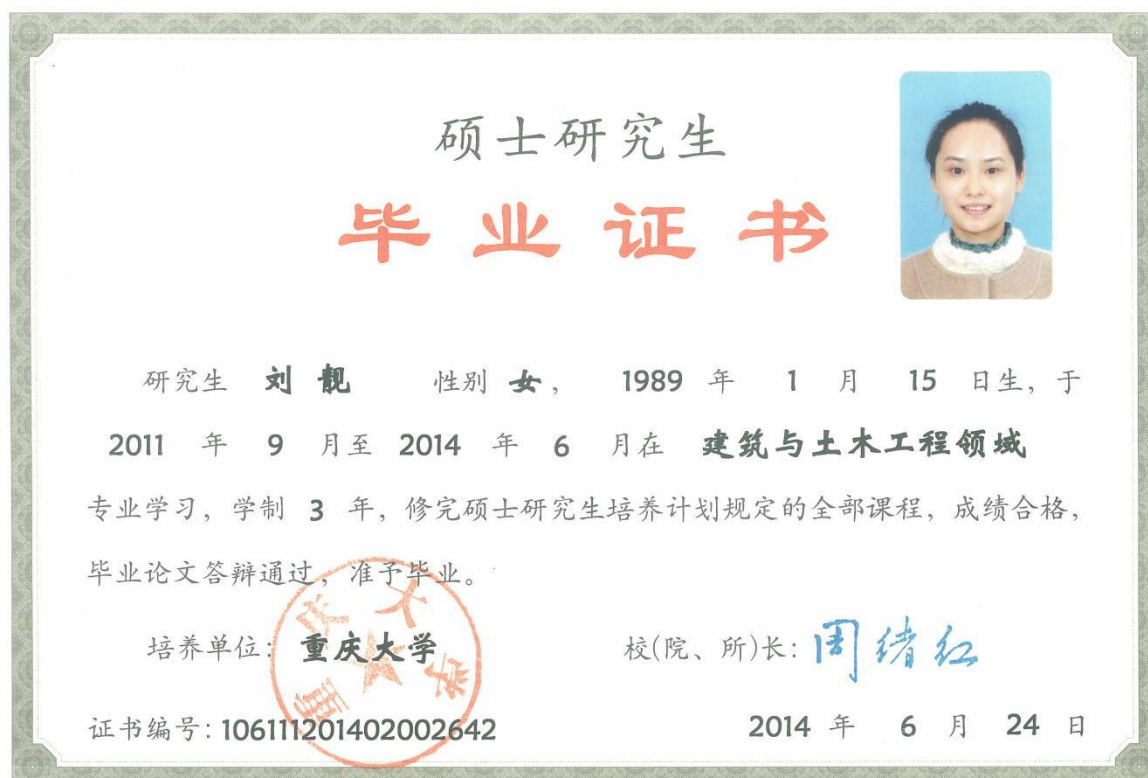 硕士研究生
毕业证书
研究生 刘靓 性别 女, 1989 年 1 月 15 日生, 于
2011 年 9 月至 2014 年 6 月在 建筑与土木工程领域
专业学习, 学制 3 年, 修完硕士研究生培养计划规定的全部课程, 成绩合格,
毕业论文答辩通过, 准予毕业。
培养单位: 重庆大学 校(院、所)长: 周绪红
重庆大学
证书编号: 106111201402002642 2014 年 6 月 24 日